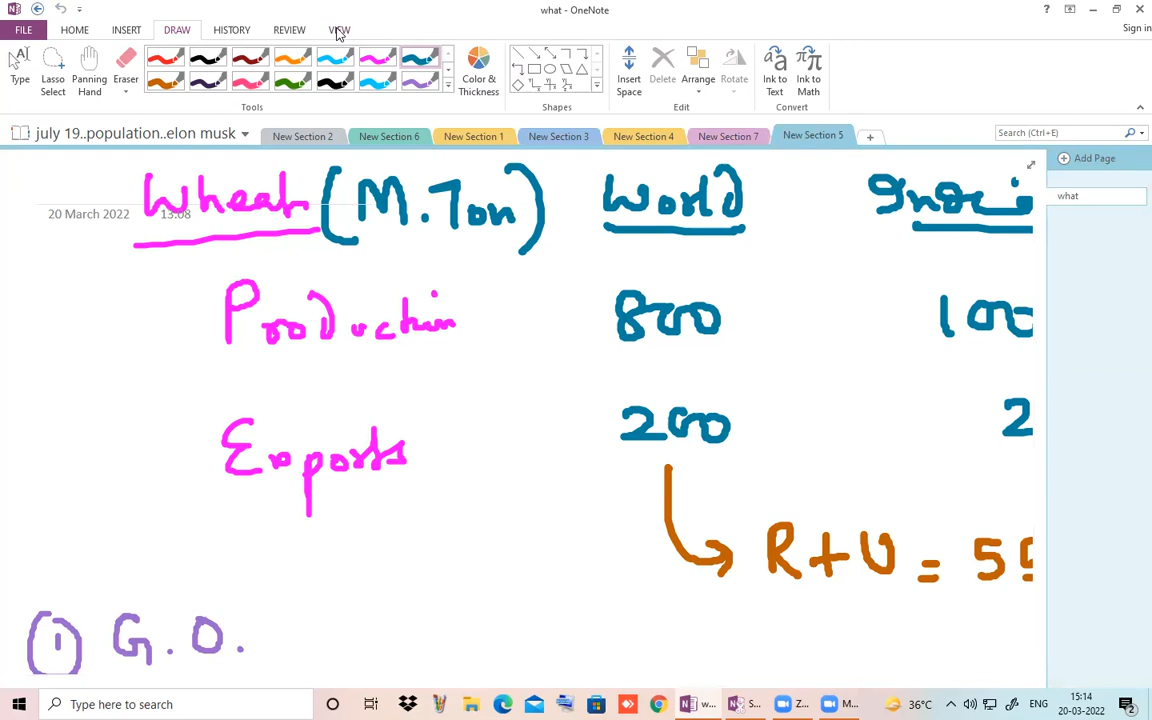 what - OneNote
Sign in
FILE HOME INSERT DRAW HISTORY REVIEW VIEW
Type Lasso Select Panning Hand Eraser Color & Thickness Insert Space Delete Arrange Rotate Ink to Text Ink to Math
Tools Shapes Edit Convert
july 19..population..elon musk New Section 2 New Section 6 New Section 1 New Section 3 New Section 4 New Section 7 New Section 5 Search (Ctrl+E)
Add Page
what
20 March 2022 13:08
Wheat (M.Ton) World
Production 800 100
Exports 200 2
R+U =
① G.O.
Type here to search
w... S... Z... M... 36°C ENG 15:14 20-03-2022 2